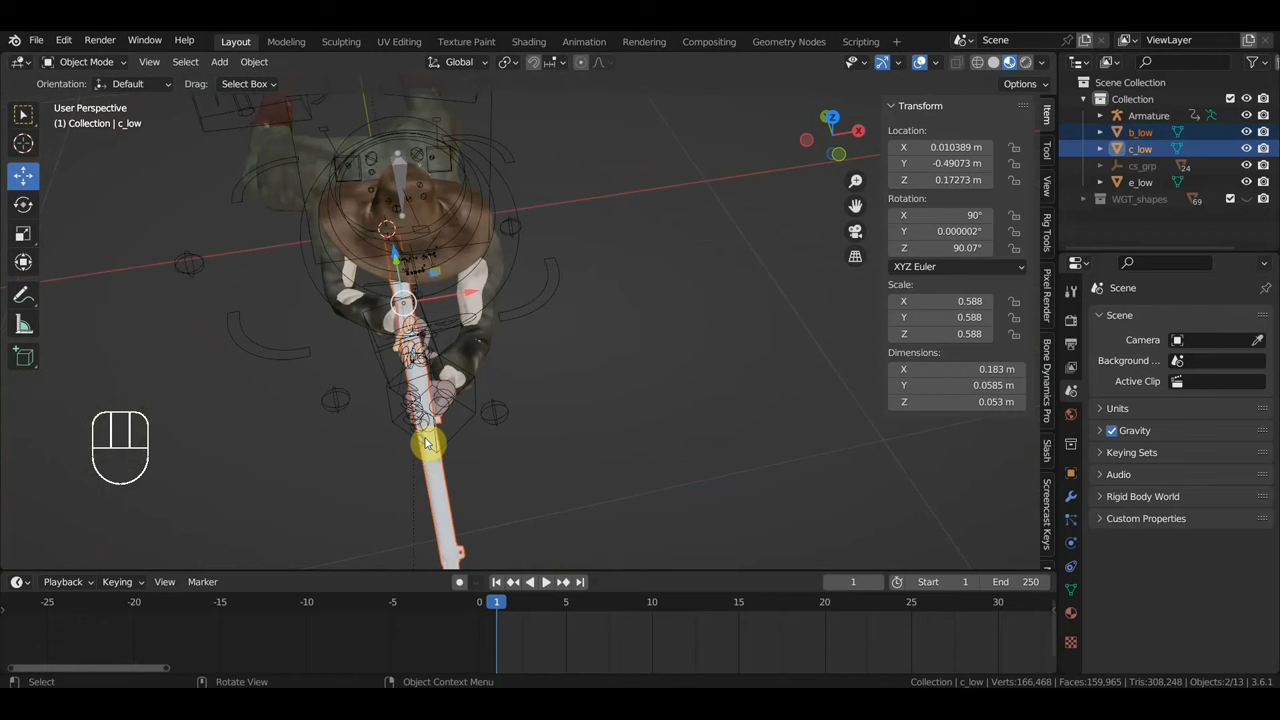 File Edit Render Window Help Layout Modeling Sculpting UV Editing Texture Paint Shading Animation Rendering Compositing Geometry Nodes Scripting + Scene ViewLayer
Object Mode View Select Add Object Global
Orientation: Default Drag: Select Box Options
User Perspective
(1) Collection | c_low
Transform
Location:
X 0.010389 m
Y -0.49073 m
Z 0.17273 m
Rotation:
X 90°
Y 0.000002°
Z 90.07°
XYZ Euler
Scale:
X 0.588
Y 0.588
Z 0.588
Dimensions:
X 0.183 m
Y 0.0585 m
Z 0.053 m
Item
Tool
View
Rig Tools
Pixel Render
Bone Dynamics Pro
Slash
Screencast Keys
Z
X
Scene Collection
Collection
Armature
b_low
c_low
cs_grp 24
e_low
WGT_shapes 69
Scene
Scene
Camera
Background ...
Active Clip
Units
Gravity
Keying Sets
Audio
Rigid Body World
Custom Properties
Playback Keying View Marker 1 Start 1 End 250
-25 -20 -15 -10 -5 0 1 5 10 15 20 25 30
Select Rotate View Object Context Menu Collection | c_low | Verts:166,468 | Faces:159,965 | Tris:308,248 | Objects:2/13 | 3.6.1